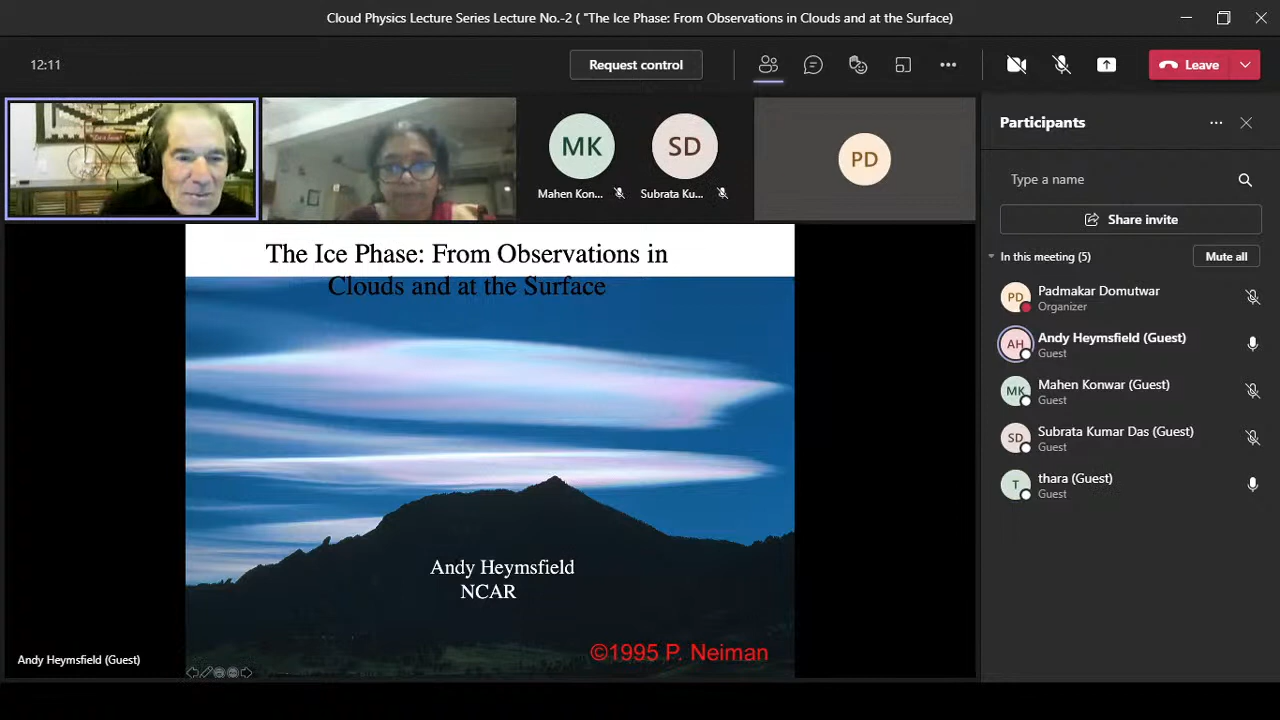 Cloud Physics Lecture Series Lecture No.-2 ( "The Ice Phase: From Observations in Clouds and at the Surface)
12:11
Request control
Leave
MK
Mahen Kon...
SD
Subrata Ku...
PD
The Ice Phase: From Observations in
Clouds and at the Surface
Andy Heymsfield
NCAR
©1995 P. Neiman
Andy Heymsfield (Guest)
Participants
Type a name
Share invite
In this meeting (5)
Mute all
PD
Padmakar Domutwar
Organizer
AH
Andy Heymsfield (Guest)
Guest
MK
Mahen Konwar (Guest)
Guest
SD
Subrata Kumar Das (Guest)
Guest
T
thara (Guest)
Guest